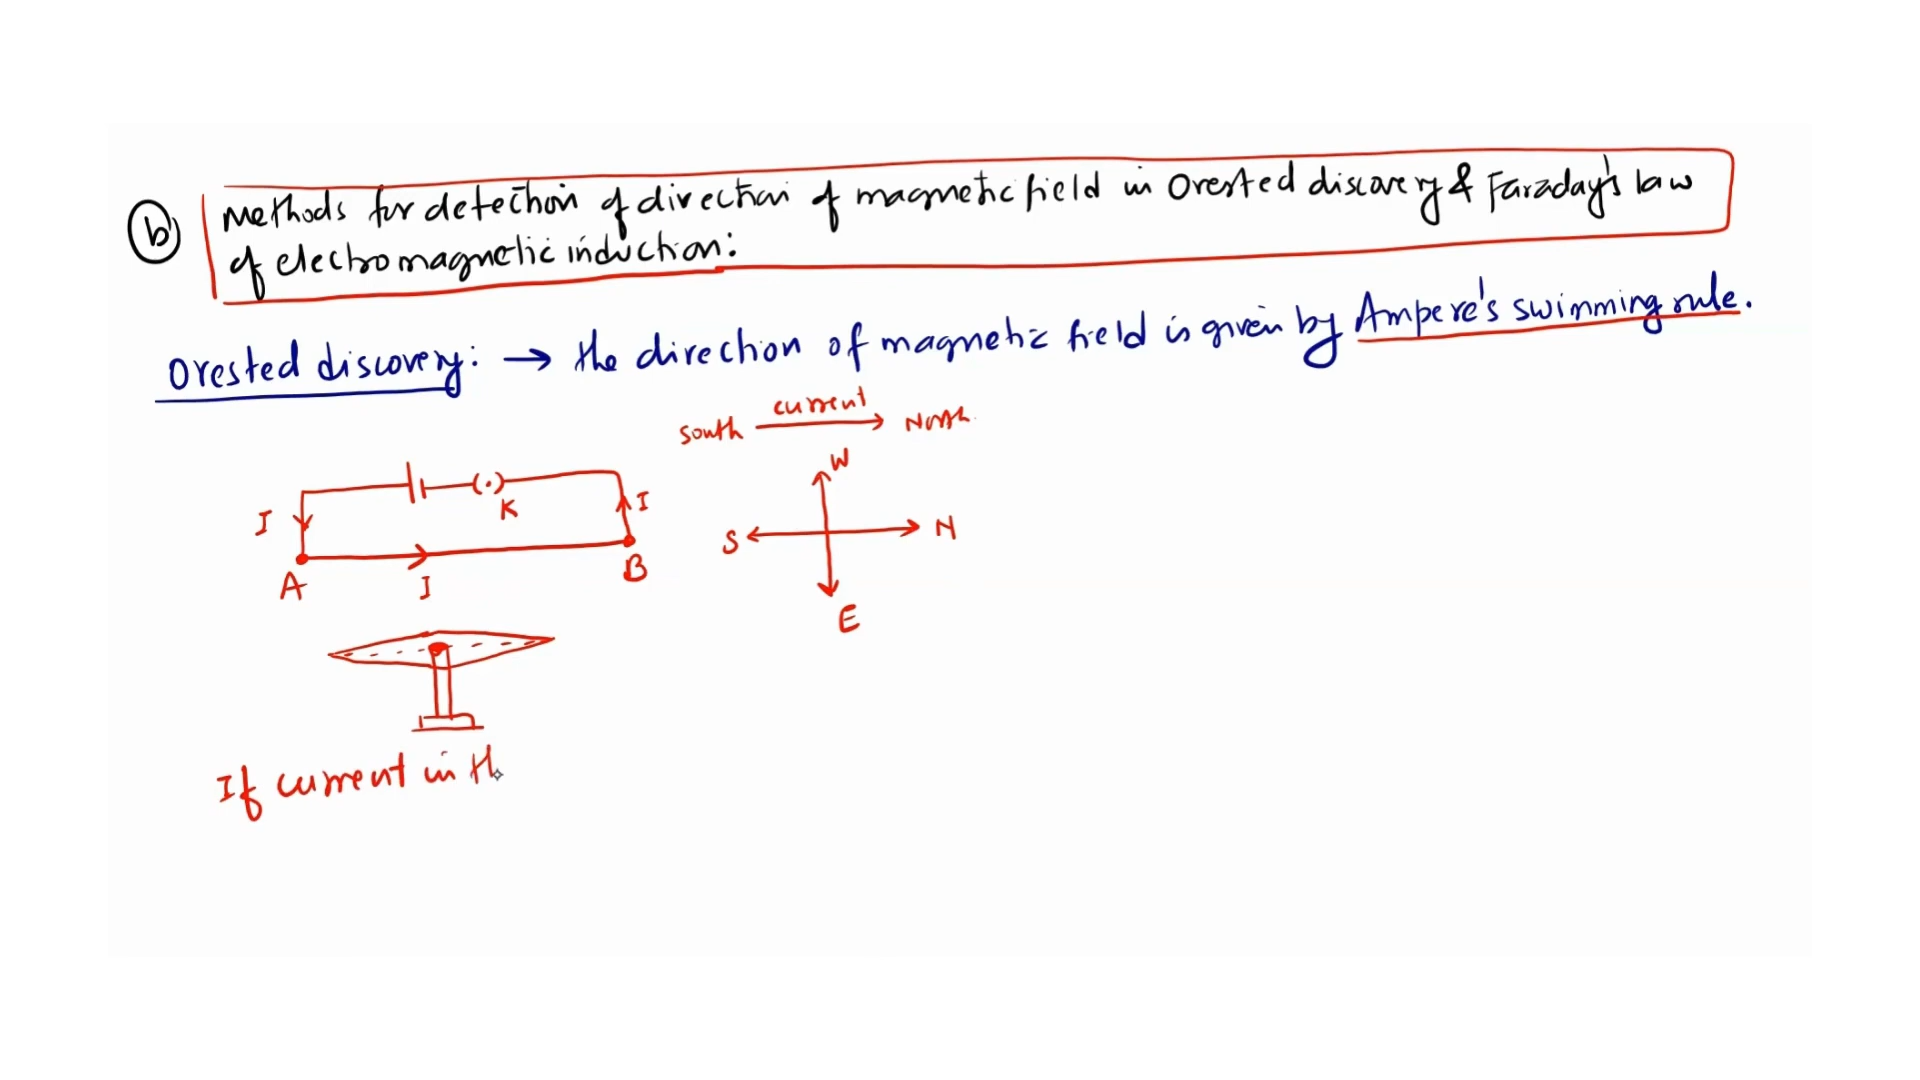 (b) Methods for detection of direction of magnetic field in Orested discovery & Faraday's law
of electromagnetic induction:
Orested discovery: → the direction of magnetic field is given by Ampere's swimming rule.
South current → North
W
S N
E
I K I
A I B
If current in th